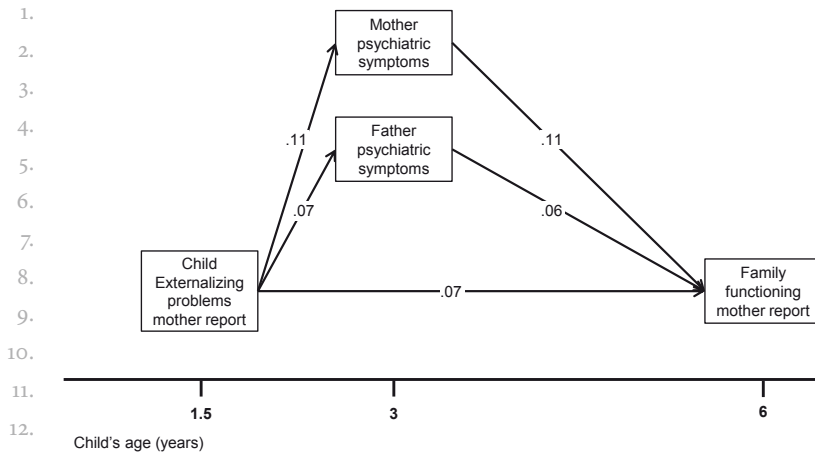 1.
2.
3.
4.
5.
6.
7.
8.
9.
10.
11.
12.
Mother
psychiatric
symptoms
Father
psychiatric
symptoms
.11
.11
.07
.06
Child
Externalizing
problems
mother report
.07
Family
functioning
mother report
1.5
3
6
Child's age (years)